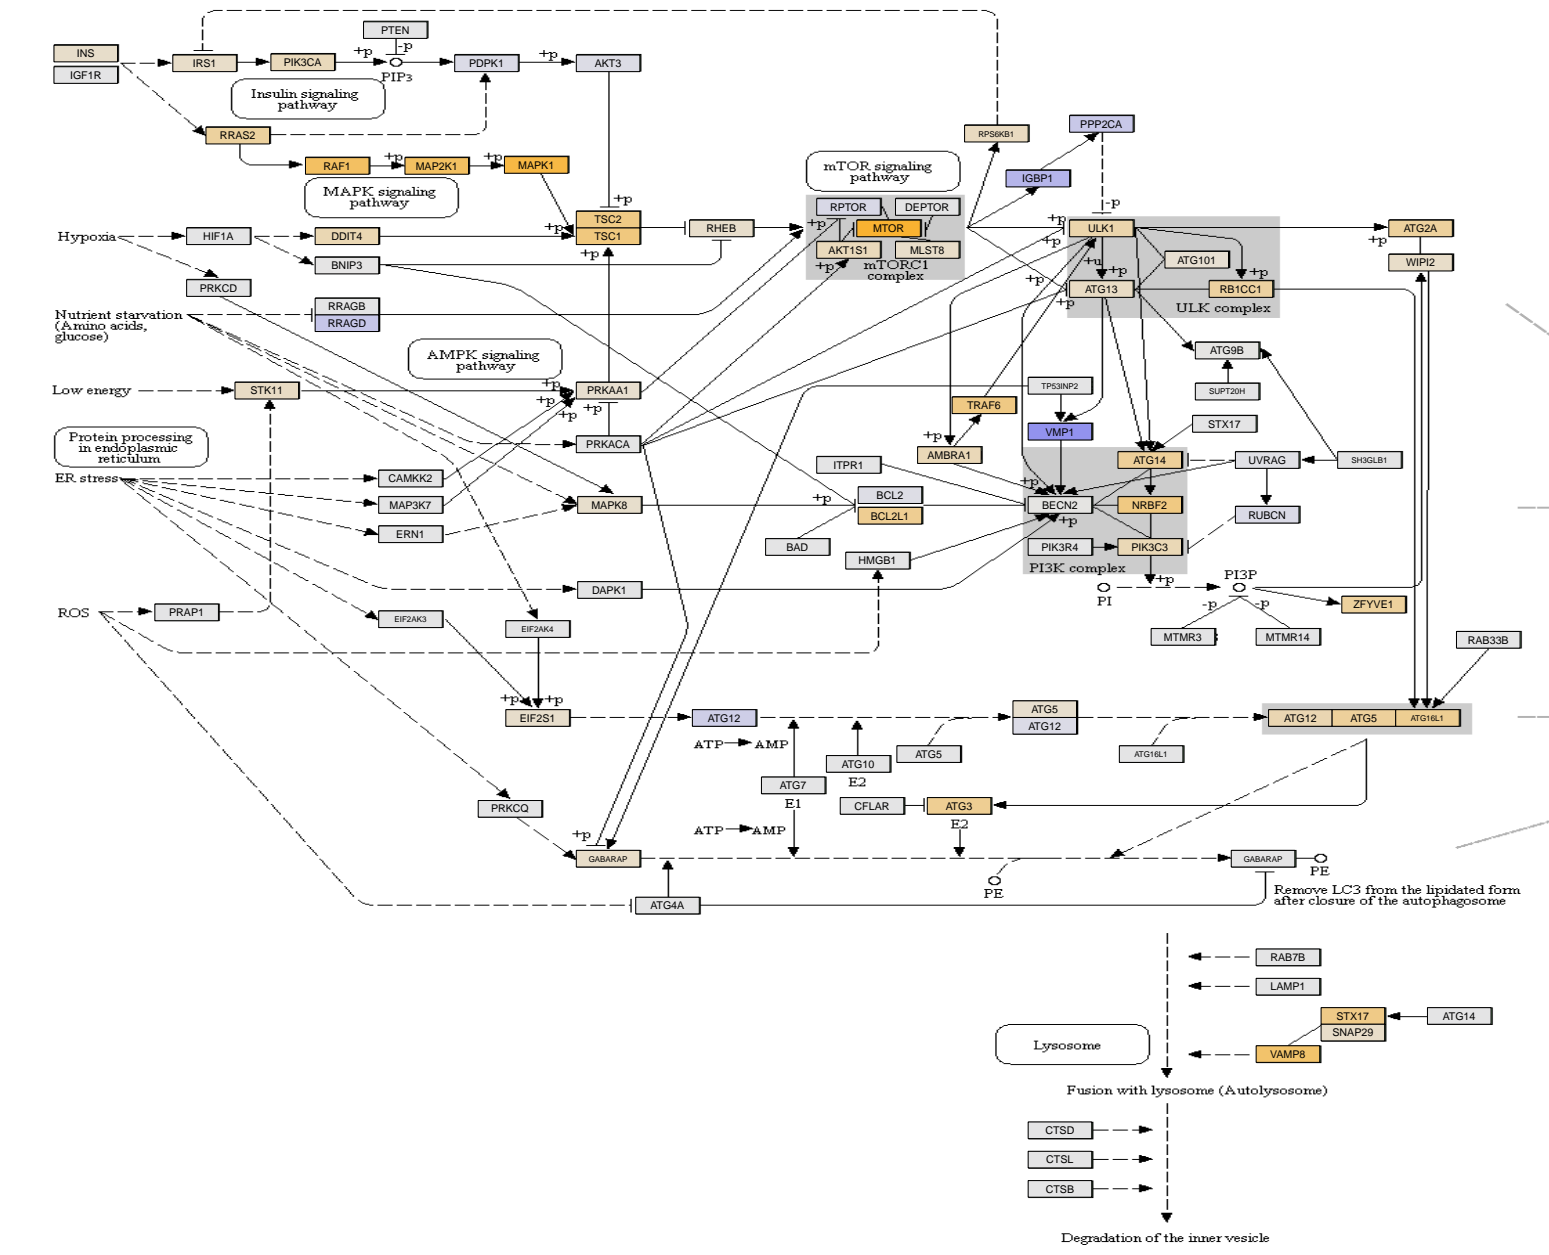 PTEN
INS
IGF1R
IRS1
PIK3CA
+p
-p
PIP3
PDPK1
+p
AKT3
Insulin signaling
pathway
RRAS2
RAF1
+p
MAP2K1
+p
MAPK1
MAPK signaling
pathway
mTOR signaling
pathway
RPS6KB1
PPP2CA
IGBP1
-p
+p
TSC2
TSC1
+p
+p
RHEB
RPTOR
DEPTOR
+p
MTOR
AKT1S1
MLST8
+p
mTORC1
complex
+p
+p
ULK1
ATG2A
+p
WIPI2
+u
+p
ATG101
+p
+p
+p
ATG13
RB1CC1
ULK complex
Hypoxia
HIF1A
DDIT4
BNIP3
PRKCD
Nutrient starvation
(Amino acids,
glucose)
RRAGB
RRAGD
AMPK signaling
pathway
ATG9B
SUPT20H
Low energy
STK11
+p
+p
+p
+p
PRKAA1
PRKACA
TP53INP2
TRAF6
VMP1
STX17
Protein processing
in endoplasmic
reticulum
ER stress
CAMKK2
MAP3K7
ERN1
MAPK8
+p
AMBRA1
ATG14
UVRAG
SH3GLB1
ITPR1
BCL2
BCL2L1
+p
BECN2
+p
NRBF2
RUBCN
+p
BAD
PIK3R4
PIK3C3
HMGB1
PI3K complex
+p
DAPK1
PI
PI3P
-p
-p
ZFYVE1
ROS
PRAP1
EIF2AK3
EIF2AK4
MTMR3
MTMR14
RAB33B
+p
+p
EIF2S1
ATG12
ATG5
ATG12
ATG12
ATG5
ATG16L1
ATP
AMP
ATG5
ATG16L1
ATG10
E2
ATG7
E1
PRKCQ
CFLAR
ATG3
E2
ATP
AMP
+p
GABARAP
GABARAP
PE
PE
ATG4A
Remove LC3 from the lipidated form
after closure of the autophagosome
RAB7B
LAMP1
STX17
SNAP29
ATG14
Lysosome
VAMP8
Fusion with lysosome (Autolysosome)
CTSD
CTSL
CTSB
Degradation of the inner vesicle